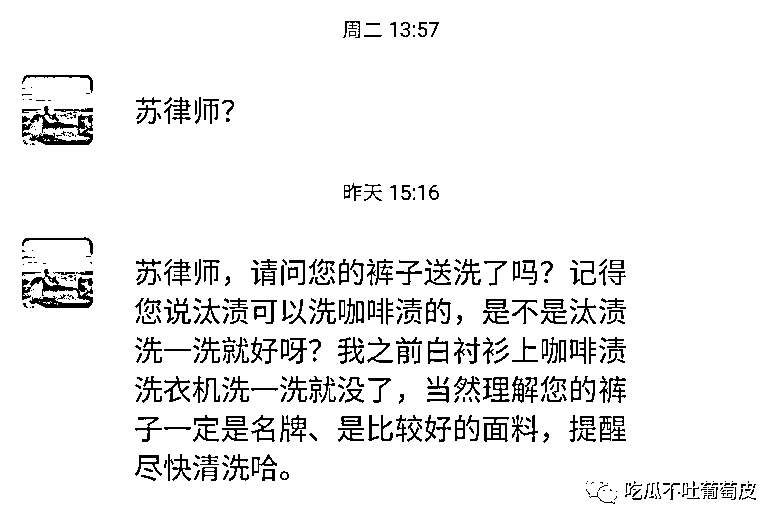 周二 13:57
苏律师？
昨天 15:16
苏律师，请问您的裤子送洗了吗？记得
您说汰渍可以洗咖啡渍的，是不是汰渍
洗一洗就好呀？我之前白衬衫上咖啡渍
洗衣机洗一洗就没了，当然理解您的裤
子一定是名牌、是比较好的面料，提醒
尽快清洗哈。
吃瓜不吐葡萄皮